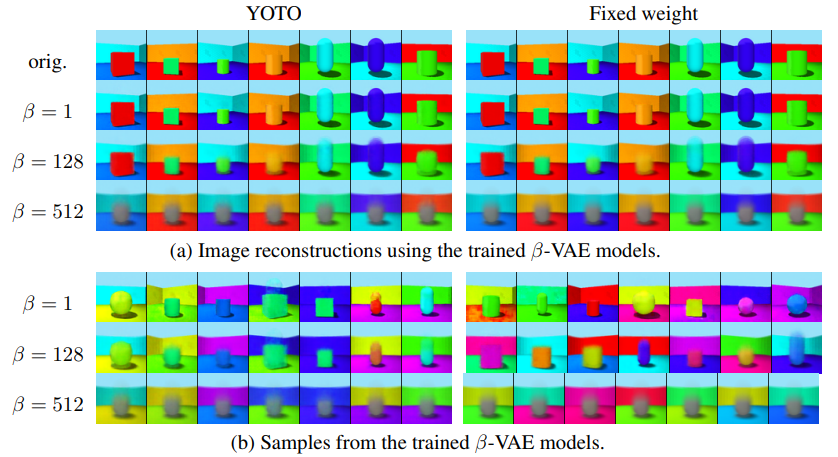 YOTO Fixed weight
orig.
β = 1
β = 128
β = 512
(a) Image reconstructions using the trained β-VAE models.
β = 1
β = 128
β = 512
(b) Samples from the trained β-VAE models.